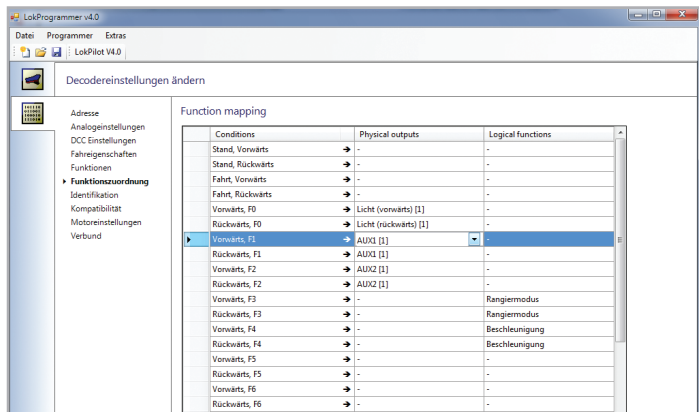 LokProgrammer v4.0
Datei Programmer Extras
LokPilot V4.0
Decodereinstellungen ändern
Adresse
Analogeinstellungen
DCC Einstellungen
Fahreigenschaften
Funktionen
Funktionszuordnung
Identifikation
Kompatibilität
Motoreinstellungen
Verbund
Function mapping
Conditions Physical outputs Logical functions
Stand, Vorwärts - -
Stand, Rückwärts - -
Fahrt, Vorwärts - -
Fahrt, Rückwärts - -
Vorwärts, F0 Licht (vorwärts) [1] -
Rückwärts, F0 Licht (rückwärts) [1] -
Vorwärts, F1 AUX1 [1] -
Rückwärts, F1 AUX1 [1] -
Vorwärts, F2 AUX2 [1] -
Rückwärts, F2 AUX2 [1] -
Vorwärts, F3 - Rangiermodus
Rückwärts, F3 - Rangiermodus
Vorwärts, F4 - Beschleunigung
Rückwärts, F4 - Beschleunigung
Vorwärts, F5 - -
Rückwärts, F5 - -
Vorwärts, F6 - -
Rückwärts, F6 - -